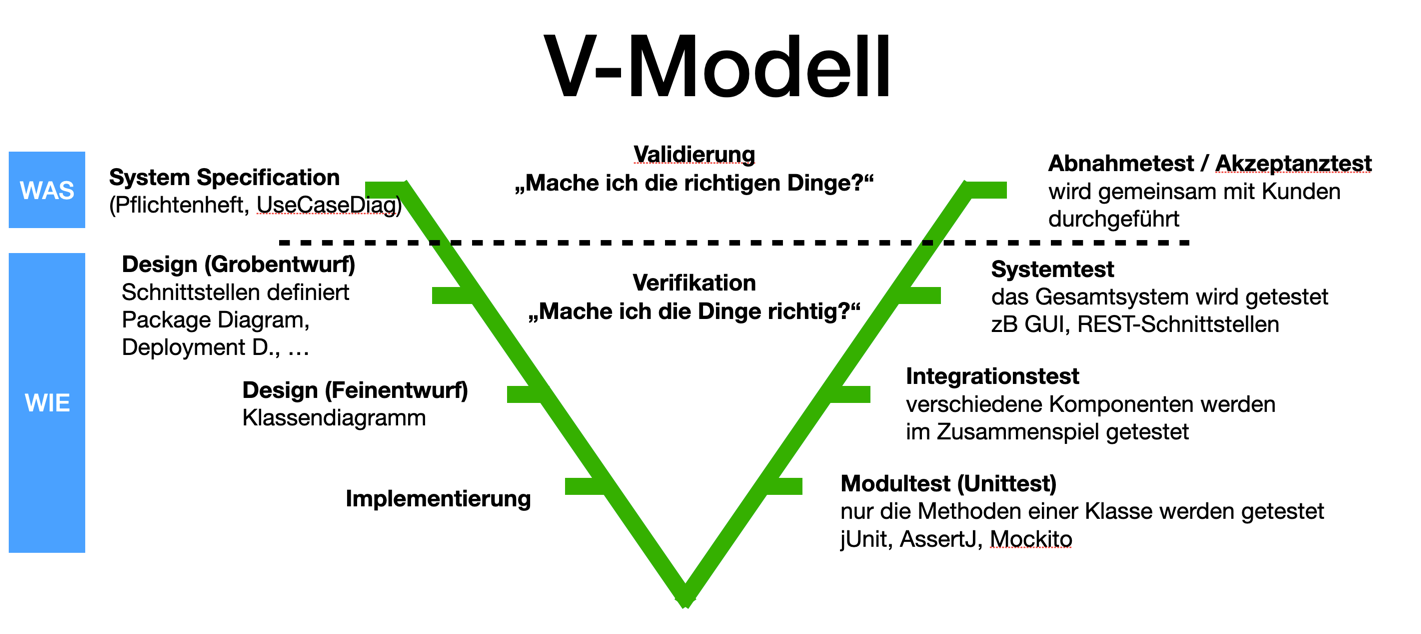 V-Modell
WAS
System Specification
(Pflichtenheft, UseCaseDiag)
Validierung
„Mache ich die richtigen Dinge?“
Abnahmetest / Akzeptanztest
wird gemeinsam mit Kunden
durchgeführt
WIE
Design (Grobentwurf)
Schnittstellen definiert
Package Diagram,
Deployment D., …
Verifikation
„Mache ich die Dinge richtig?“
Systemtest
das Gesamtsystem wird getestet
zB GUI, REST-Schnittstellen
Design (Feinentwurf)
Klassendiagramm
Integrationstest
verschiedene Komponenten werden
im Zusammenspiel getestet
Implementierung
Modultest (Unittest)
nur die Methoden einer Klasse werden getestet
jUnit, AssertJ, Mockito